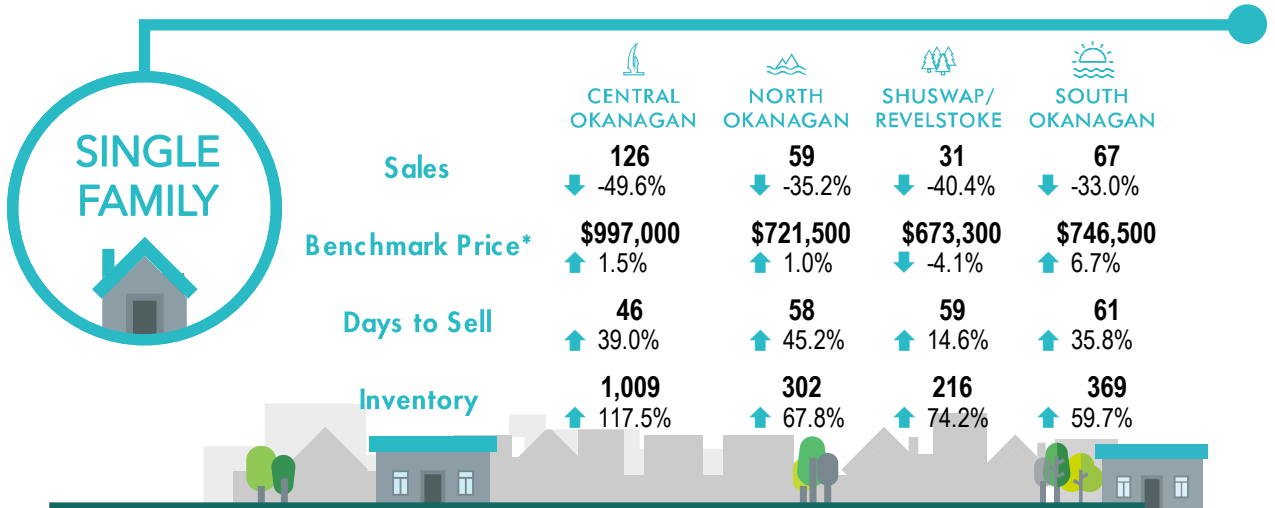 SINGLE
FAMILY
CENTRAL
OKANAGAN
NORTH
OKANAGAN
SHUSWAP/
REVELSTOKE
SOUTH
OKANAGAN
Sales
126
59
31
67
-49.6%
-35.2%
-40.4%
-33.0%
Benchmark Price*
$997,000
$721,500
$673,300
$746,500
1.5%
1.0%
-4.1%
6.7%
Days to Sell
46
58
59
61
39.0%
45.2%
14.6%
35.8%
Inventory
1,009
302
216
369
117.5%
67.8%
74.2%
59.7%